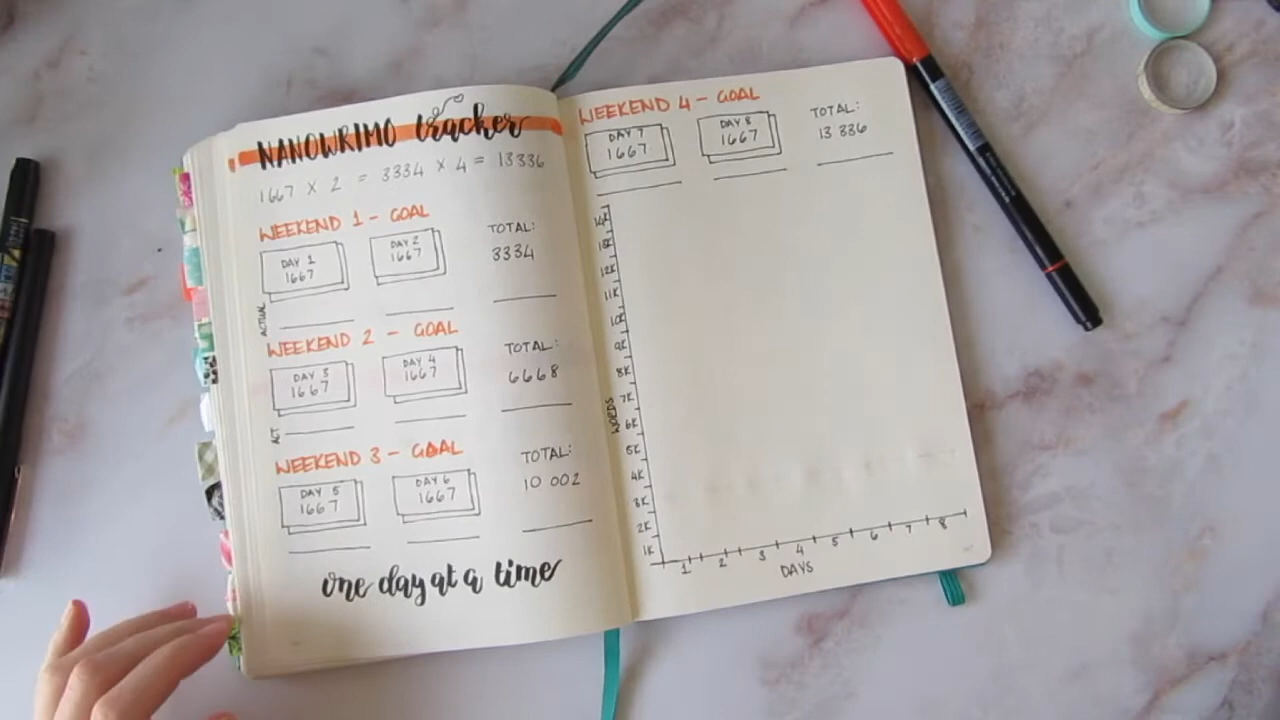 NANOWRIMO tracker
1667 X 2 = 3334 X 4 = 13336
WEEKEND 1 - GOAL
DAY 1
1667
DAY 2
1667
TOTAL:
3334
ACTUAL
WEEKEND 2 - GOAL
DAY 3
1667
DAY 4
1667
TOTAL:
6668
ACT
WEEKEND 3 - GOAL
DAY 5
1667
DAY 6
1667
TOTAL:
10 002
one day at a time
WEEKEND 4 - GOAL
DAY 7
1667
DAY 8
1667
TOTAL:
13 336
14K
13K
12K
11K
10K
9K
8K
7K
6K
5K
4K
3K
2K
1K
WORDS
1 2 3 4 5 6 7 8
DAYS